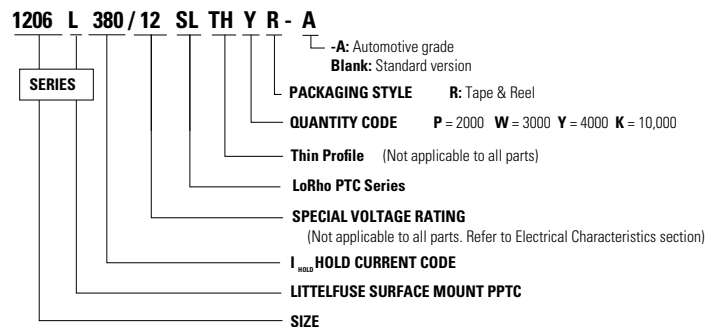 1206 L 380 / 12 SL TH Y R - A
-A: Automotive grade
Blank: Standard version
SERIES
PACKAGING STYLE R: Tape & Reel
QUANTITY CODE P = 2000 W = 3000 Y = 4000 K = 10,000
Thin Profile (Not applicable to all parts)
LoRho PTC Series
SPECIAL VOLTAGE RATING
(Not applicable to all parts. Refer to Electrical Characteristics section)
I HOLD HOLD CURRENT CODE
LITTELFUSE SURFACE MOUNT PPTC
SIZE